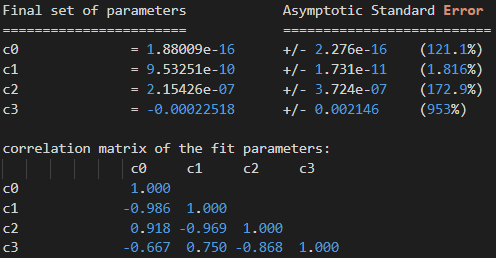 Final set of parameters            Asymptotic Standard Error
=======================            ==========================
c0              = 1.88009e-16      +/- 2.276e-16    (121.1%)
c1              = 9.53251e-10      +/- 1.731e-11    (1.816%)
c2              = 2.15426e-07      +/- 3.724e-07    (172.9%)
c3              = -0.00022518      +/- 0.002146     (953%)
correlation matrix of the fit parameters:
                c0     c1     c2     c3
c0              1.000
c1             -0.986  1.000
c2              0.918 -0.969  1.000
c3             -0.667  0.750 -0.868  1.000